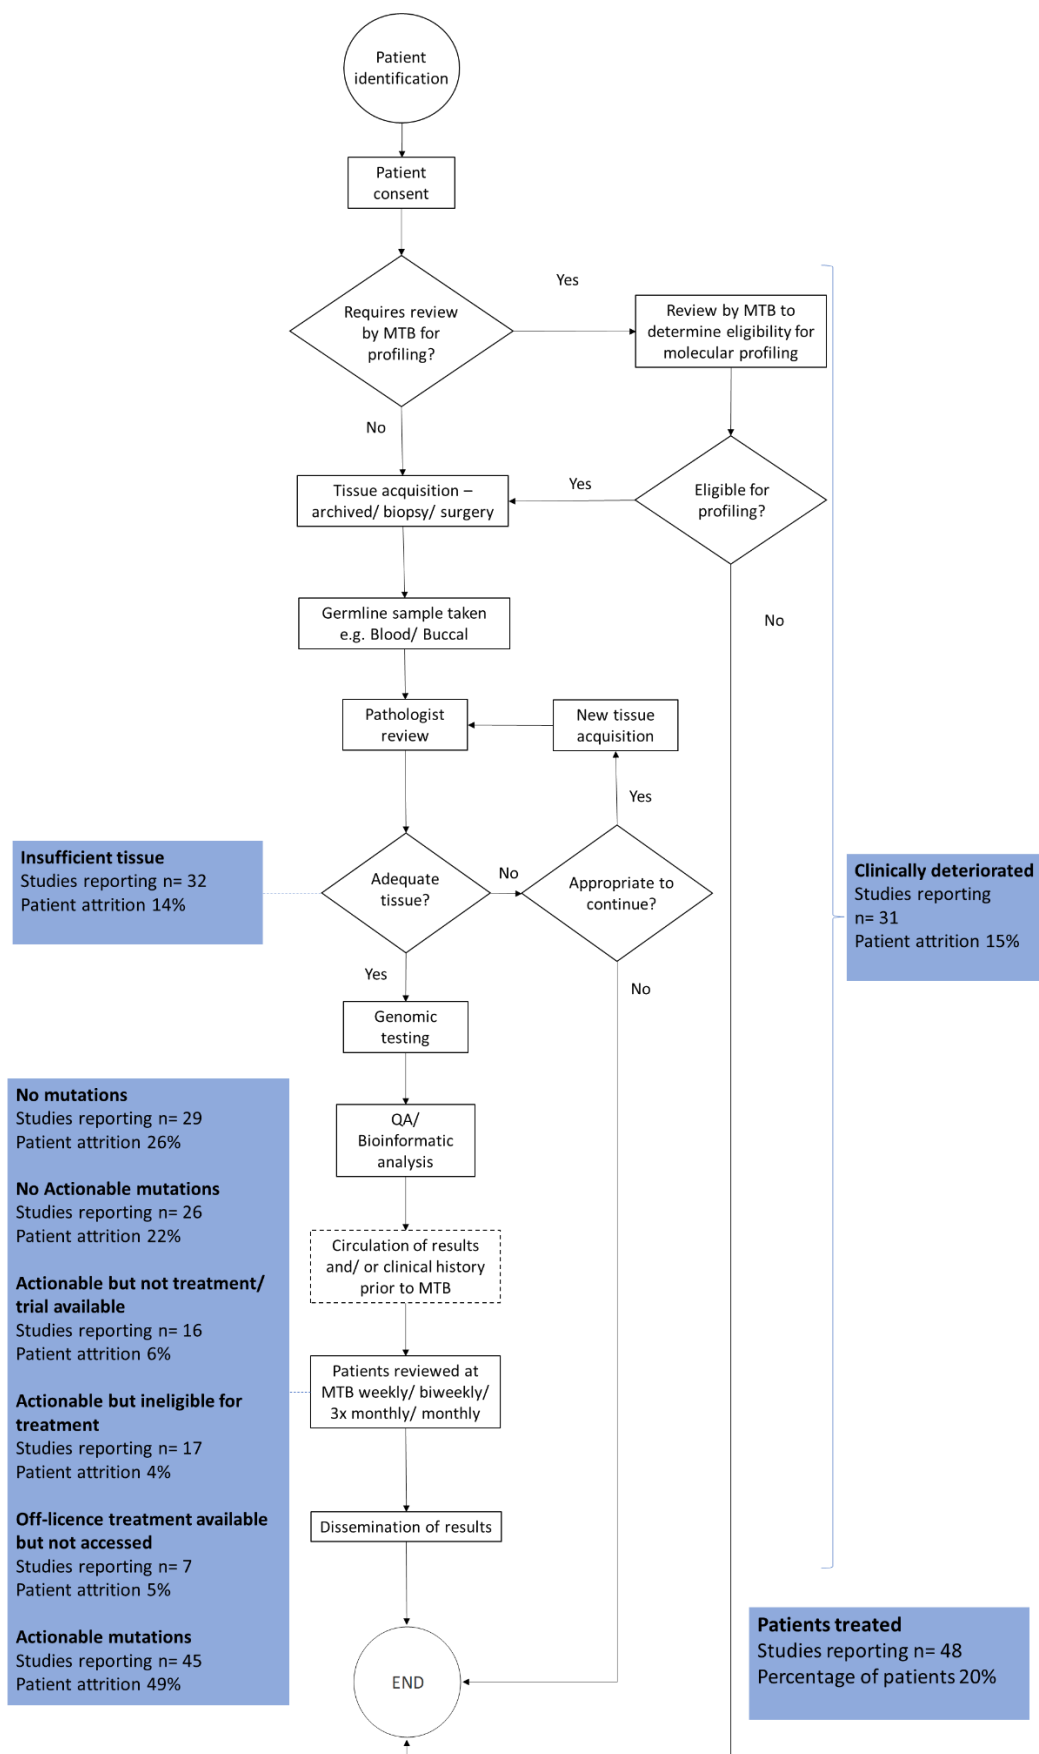 Patient
identification
Patient
consent
Requires review
by MTB for
profiling?
Yes
Review by MTB to
determine eligibility for
molecular profiling
No
Eligible for
profiling?
Yes
Tissue acquisition –
archived/ biopsy/ surgery
No
Germline sample taken
e.g. Blood/ Buccal
Pathologist
review
New tissue
acquisition
Yes
Insufficient tissue
Studies reporting n= 32
Patient attrition 14%
Adequate
tissue?
No
Appropriate to
continue?
Clinically deteriorated
Studies reporting
n= 31
Patient attrition 15%
Yes
No
Genomic
testing
QA/
Bioinformatic
analysis
Circulation of results
and/ or clinical history
prior to MTB
Patients reviewed at
MTB weekly/ biweekly/
3x monthly/ monthly
Dissemination of results
END
No mutations
Studies reporting n= 29
Patient attrition 26%
No Actionable mutations
Studies reporting n= 26
Patient attrition 22%
Actionable but not treatment/
trial available
Studies reporting n= 16
Patient attrition 6%
Actionable but ineligible for
treatment
Studies reporting n= 17
Patient attrition 4%
Off-licence treatment available
but not accessed
Studies reporting n= 7
Patient attrition 5%
Actionable mutations
Studies reporting n= 45
Patient attrition 49%
Patients treated
Studies reporting n= 48
Percentage of patients 20%